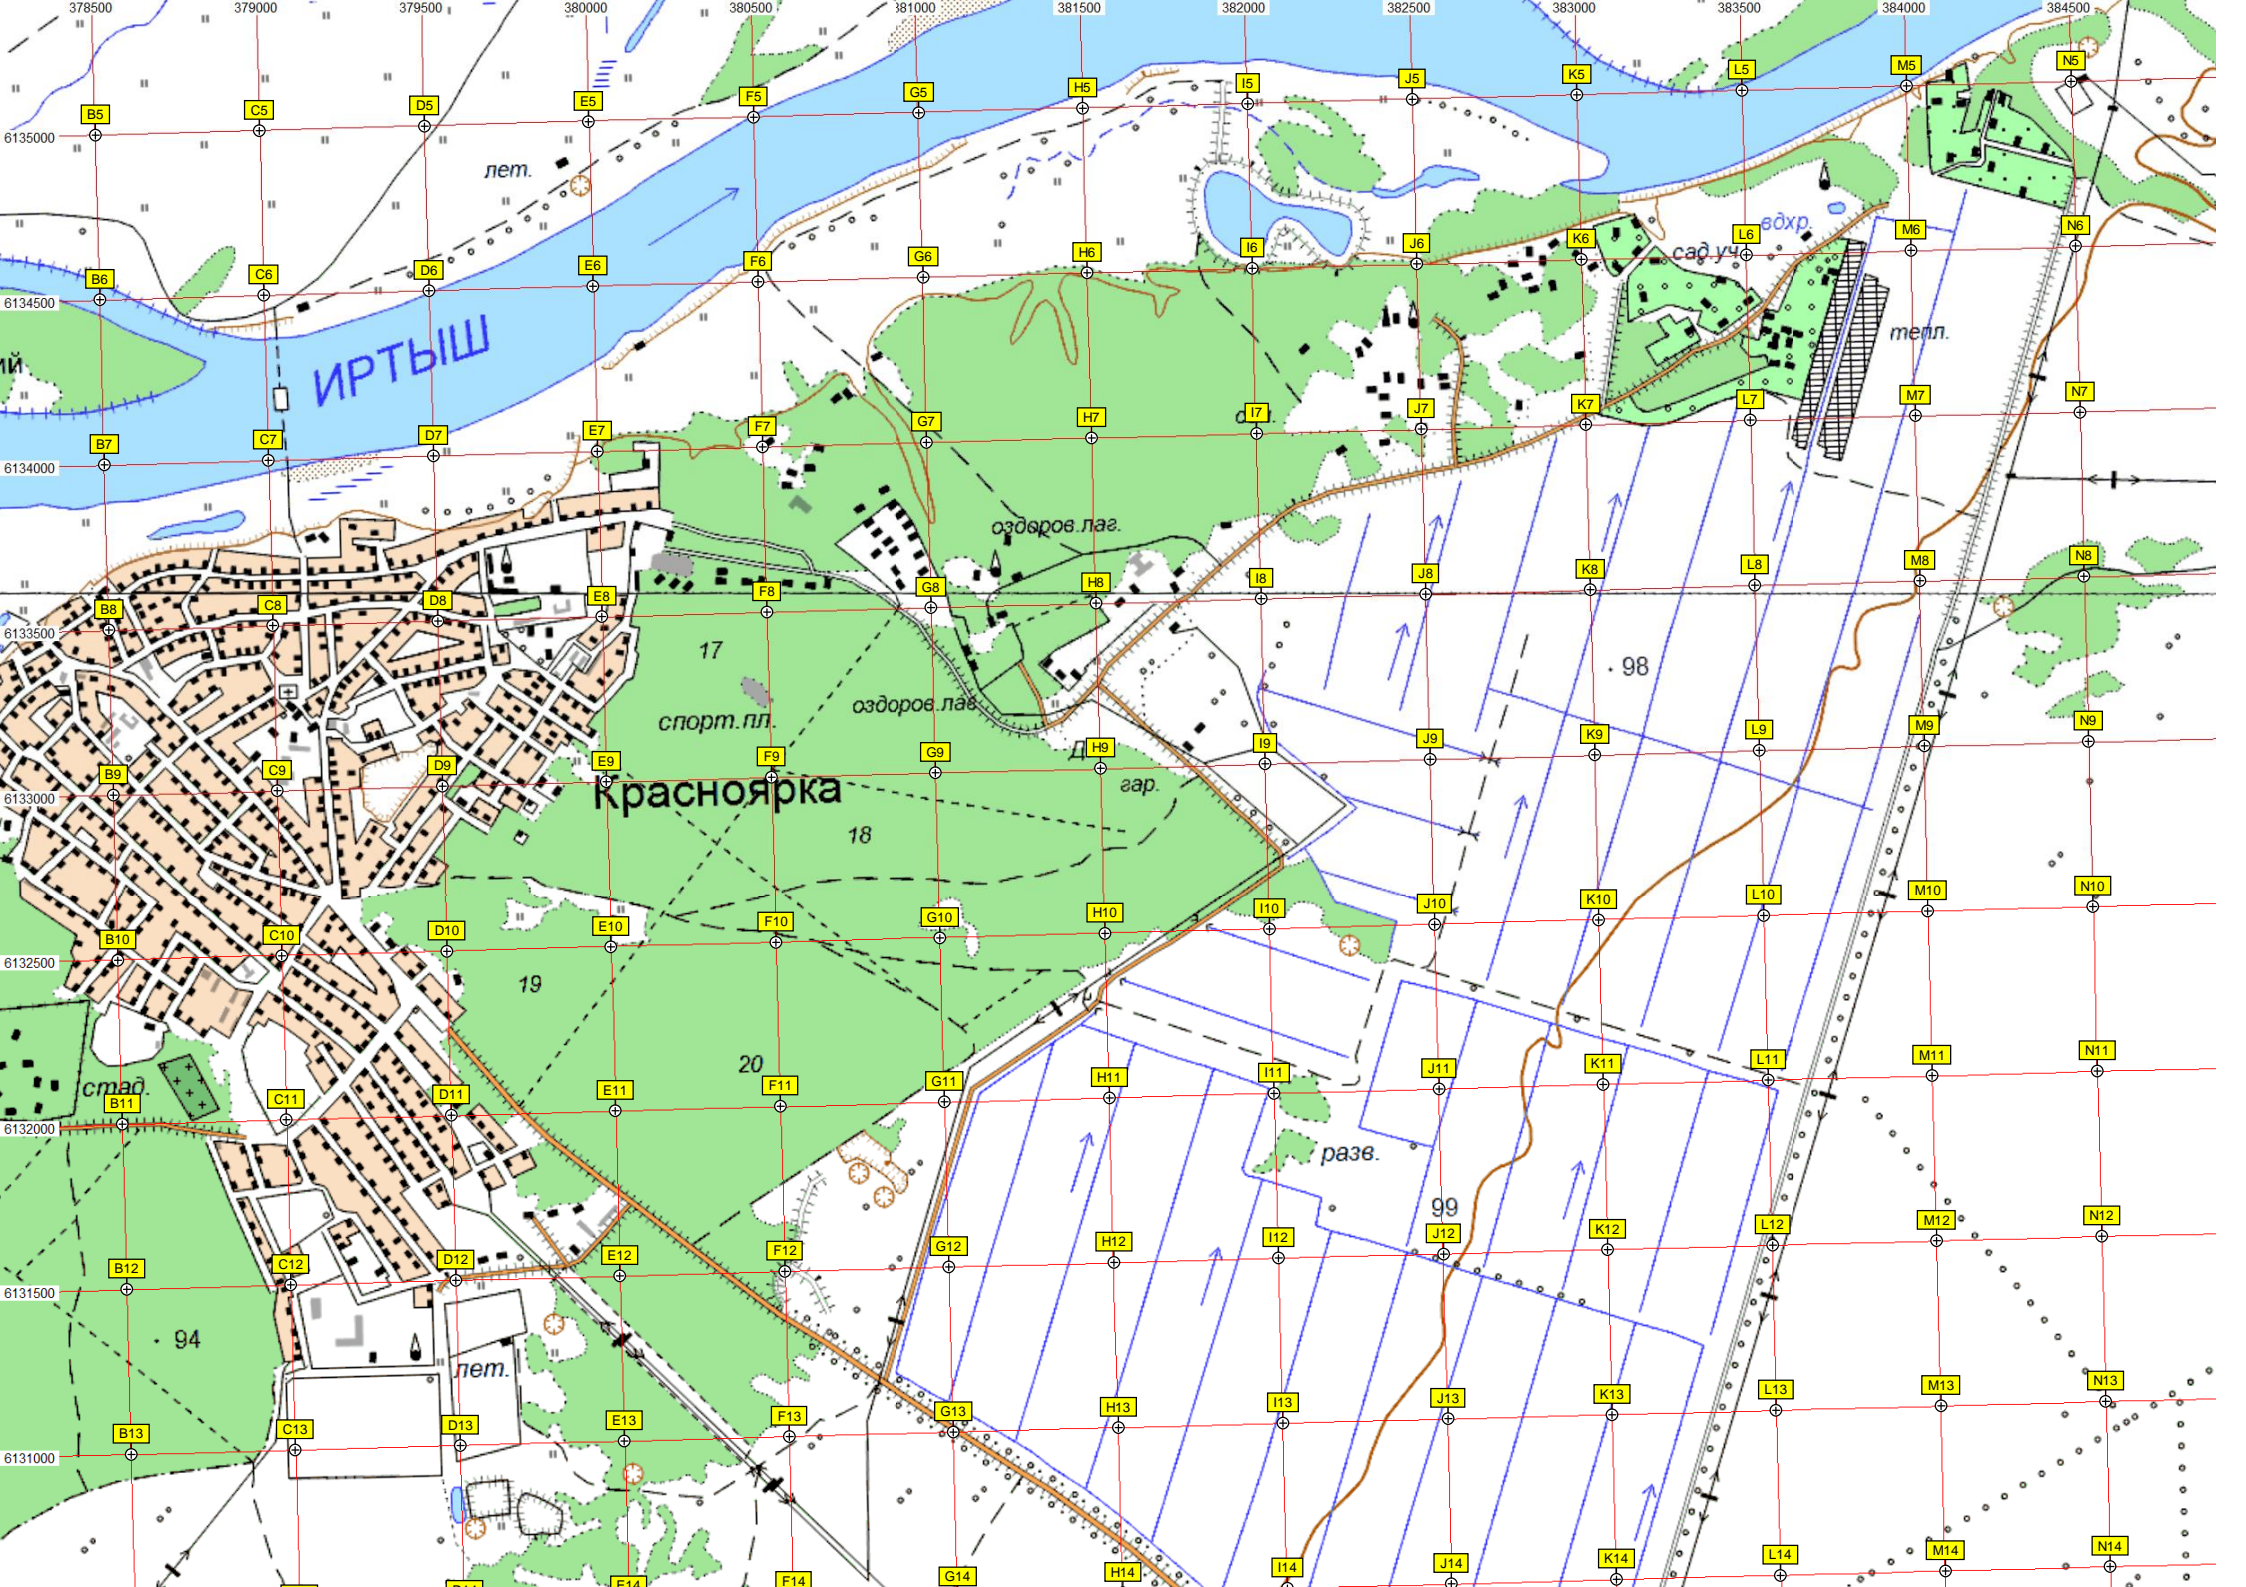 378500 379000 379500 380000 380500 381000 381500 382000 382500 383000 383500 384000 384500
B5 C5 D5 E5 F5 G5 H5 I5 J5 K5 L5 M5 N5
6135000
лет.
вдхр.
B6 C6 D6 E6 F6 G6 H6 I6 J6 K6 L6 M6 N6
сад.уч.
6134500
ИРТЫШ
тепл.
ий
B7 C7 D7 E7 F7 G7 H7 I7 J7 K7 L7 M7 N7
6134000
оздоров.лаг.
B8 C8 D8 E8 F8 G8 H8 I8 J8 K8 L8 M8 N8
6133500
17
98
оздоров.лаг
спорт.пл.
B9 C9 D9 E9 F9 G9 H9 I9 J9 K9 L9 M9 N9
6133000
Красноярка
гар.
18
B10 C10 D10 E10 F10 G10 H10 I10 J10 K10 L10 M10 N10
6132500
19
20
стад.
B11 C11 D11 E11 F11 G11 H11 I11 J11 K11 L11 M11 N11
6132000
разв.
99
B12 C12 D12 E12 F12 G12 H12 I12 J12 K12 L12 M12 N12
6131500
94
лет.
B13 C13 D13 E13 F13 G13 H13 I13 J13 K13 L13 M13 N13
6131000
D14 E14 F14 G14 H14 I14 J14 K14 L14 M14 N14